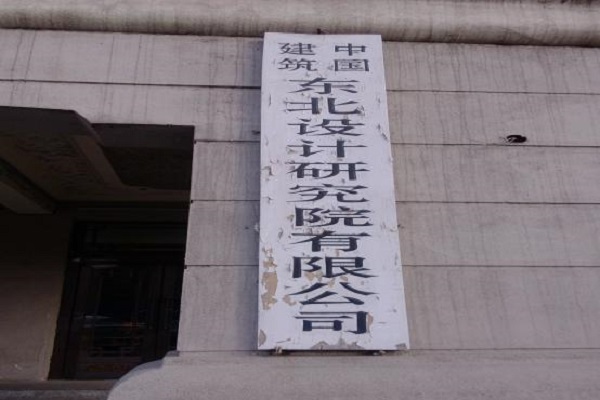 中国
建筑
东北设计研究院有限公司